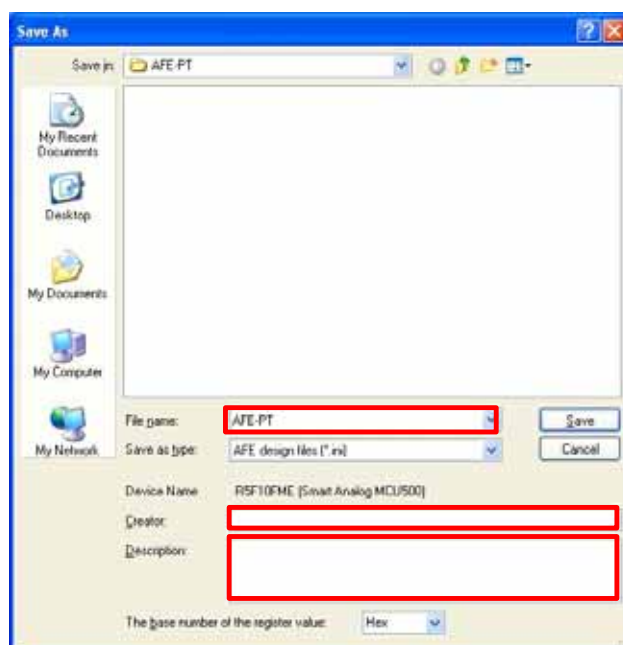 Save As
Save in: AFE-PT
My Recent
Documents
Desktop
My Documents
My Computer
My Network
File name: AFE-PT Save
Save as type: AFE design files (*.ini) Cancel
Device Name R5F10FME (Smart Analog MCU500)
Creator:
Description:
The base number of the register value: Hex